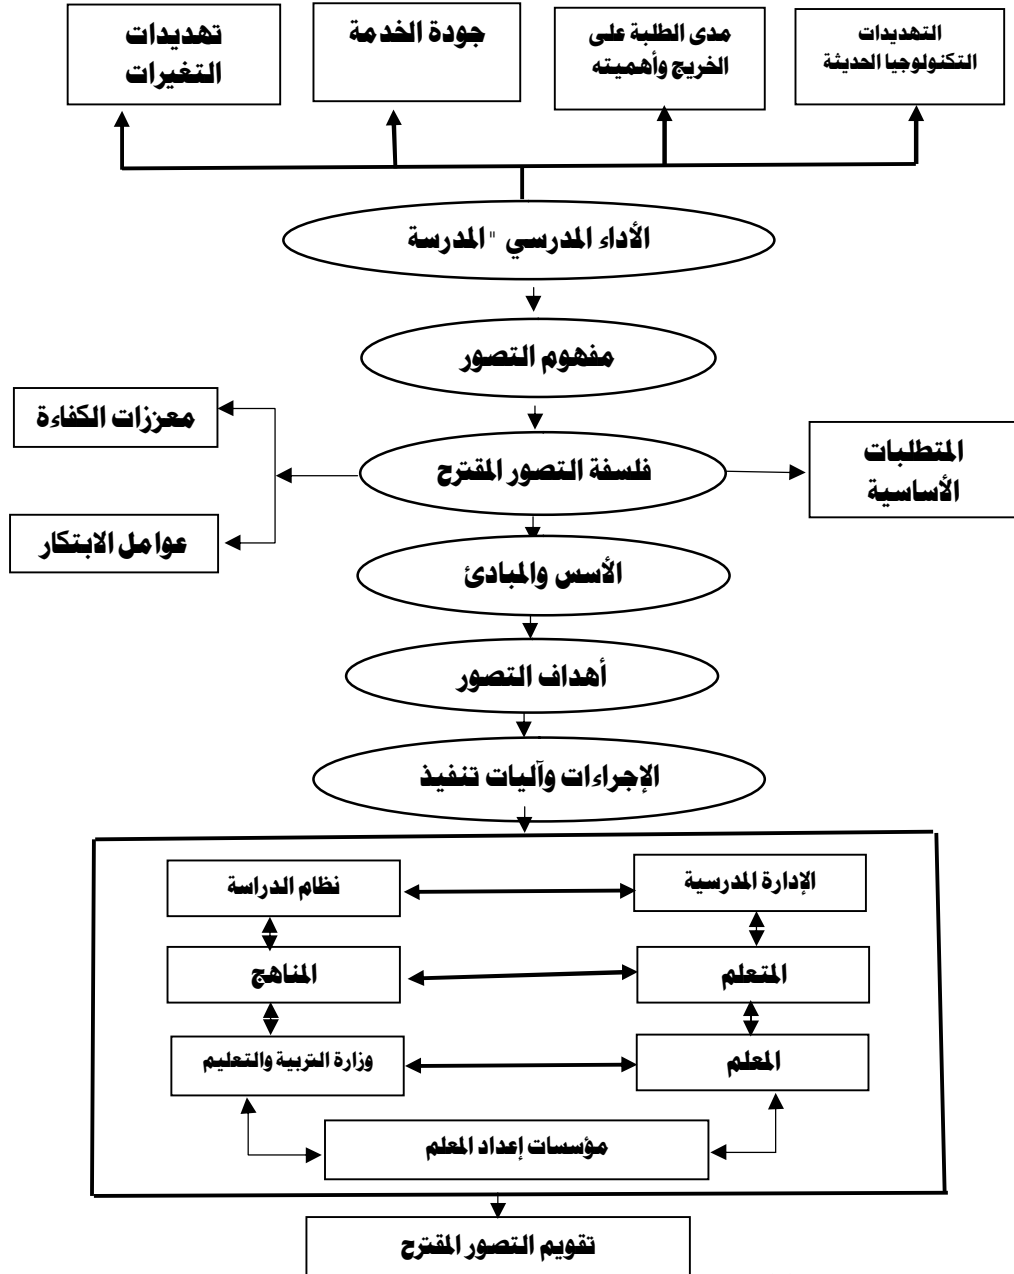 التهديدات
التكنولوجيا الحديثة
مدى الطلبة على
الخريج وأهميته
جودة الخدمة
تهديدات
التغيرات
الأداء المدرسي "المدرسة
مفهوم التصور
معززات الكفاءة
فلسفة التصور المقترح
المتطلبات
الأساسية
عوامل الابتكار
الأسس والمبادئ
أهداف التصور
الإجراءات وآليات تنفيذ
الإدارة المدرسية
نظام الدراسة
المتعلم
المناهج
المعلم
وزارة التربية والتعليم
مؤسسات إعداد المعلم
تقويم التصور المقترح